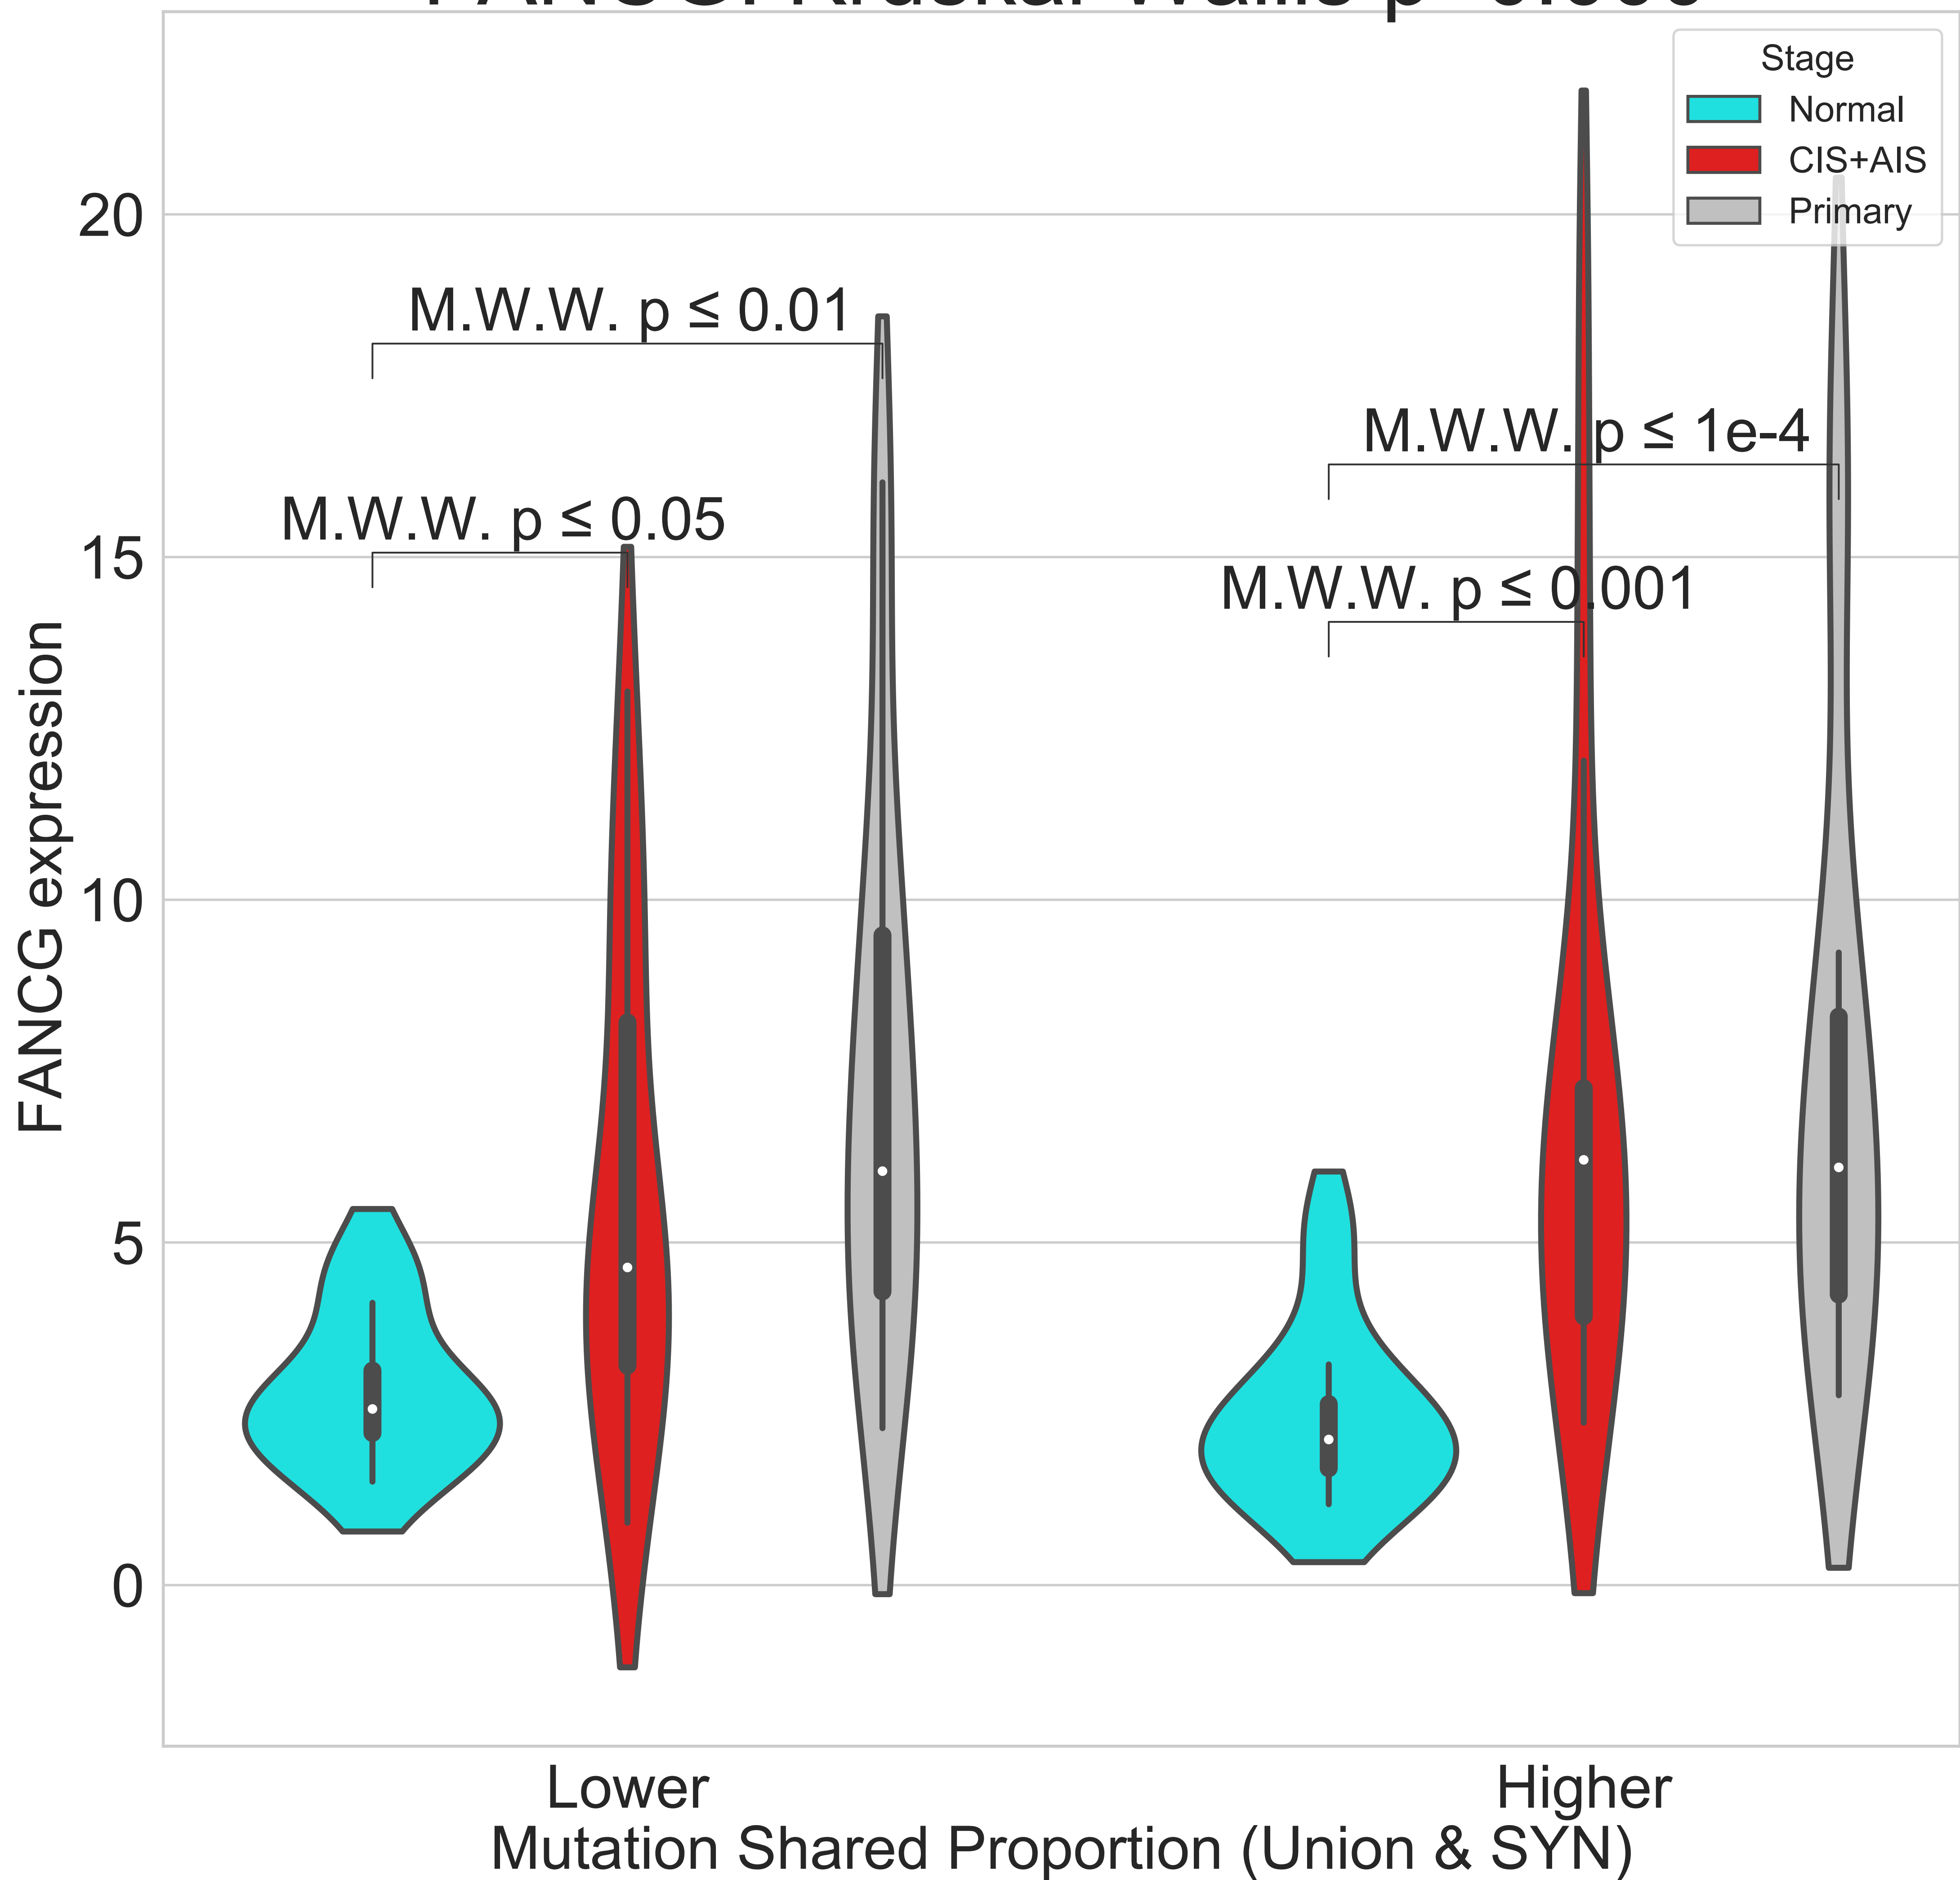 Stage
Normal
CIS+AIS
Primary
20
15
10
5
0
FANCG expression
M.W.W. p ≤ 0.01
M.W.W. p ≤ 0.05
M.W.W. p ≤ 1e-4
M.W.W. p ≤ 0.001
Lower
Higher
Mutation Shared Proportion (Union & SYN)